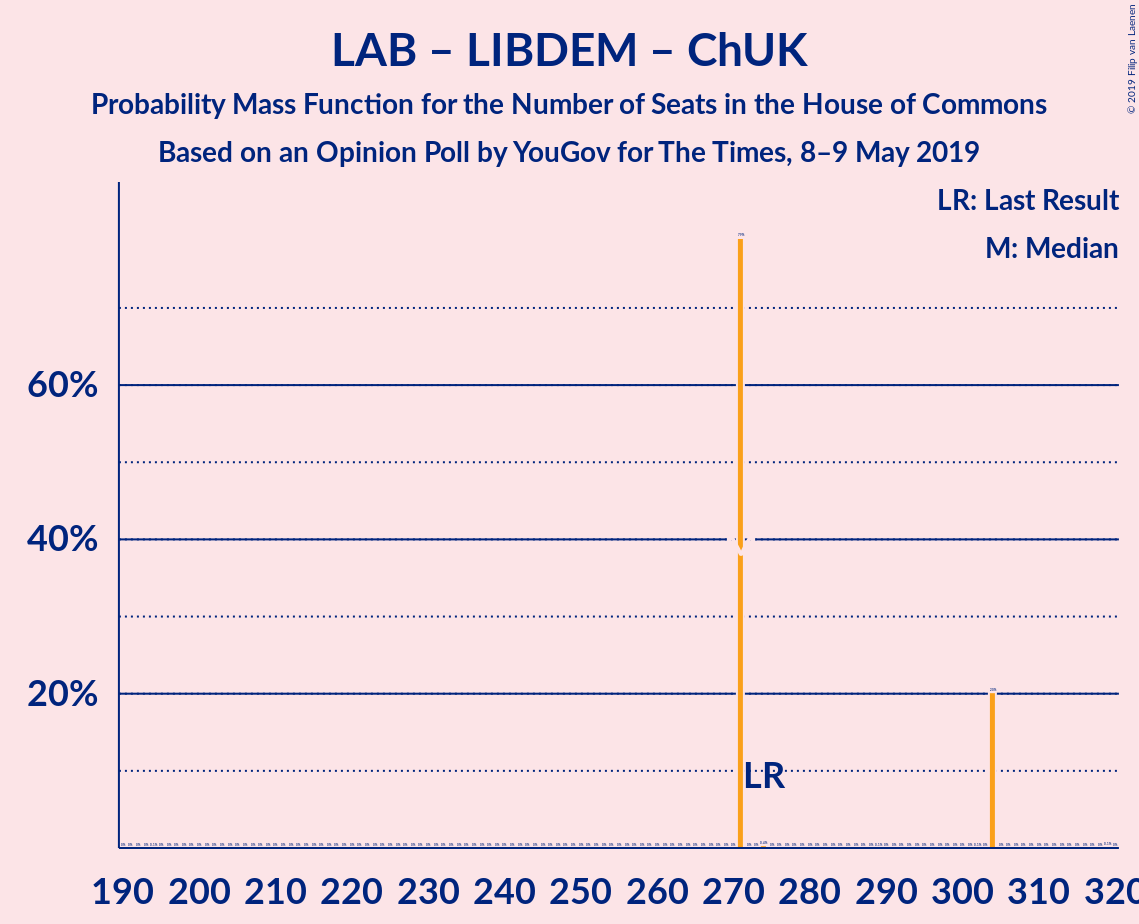 LAB – LIBDEM – ChUK
Probability Mass Function for the Number of Seats in the House of Commons
Based on an Opinion Poll by YouGov for The Times, 8–9 May 2019
© 2019 Filip van Laenen
LR: Last Result
M: Median
79%
60%
40%
20%
20%
LR
190 200 210 220 230 240 250 260 270 280 290 300 310 320